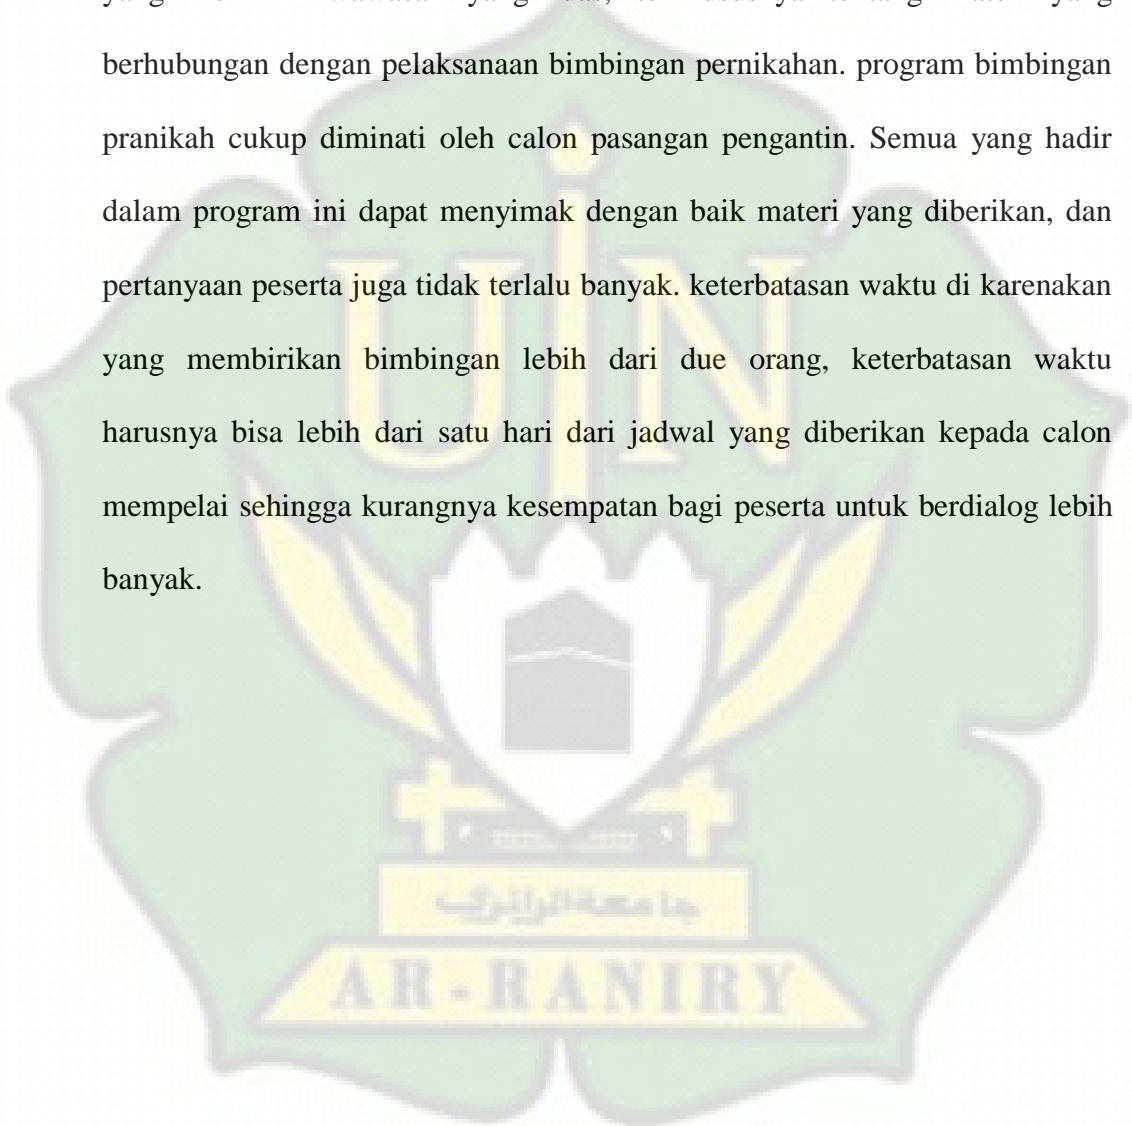 berhubungan dengan pelaksanaan bimbingan pernikahan. program bimbingan
pranikah cukup diminati oleh calon pasangan pengantin. Semua yang hadir
dalam program ini dapat menyimak dengan baik materi yang diberikan, dan
pertanyaan peserta juga tidak terlalu banyak. keterbatasan waktu di karenakan
yang membirikan bimbingan lebih dari due orang, keterbatasan waktu
harusnya bisa lebih dari satu hari dari jadwal yang diberikan kepada calon
mempelai sehingga kurangnya kesempatan bagi peserta untuk berdialog lebih
banyak.
UIN
جامعة الرانري
AR-RANIRY